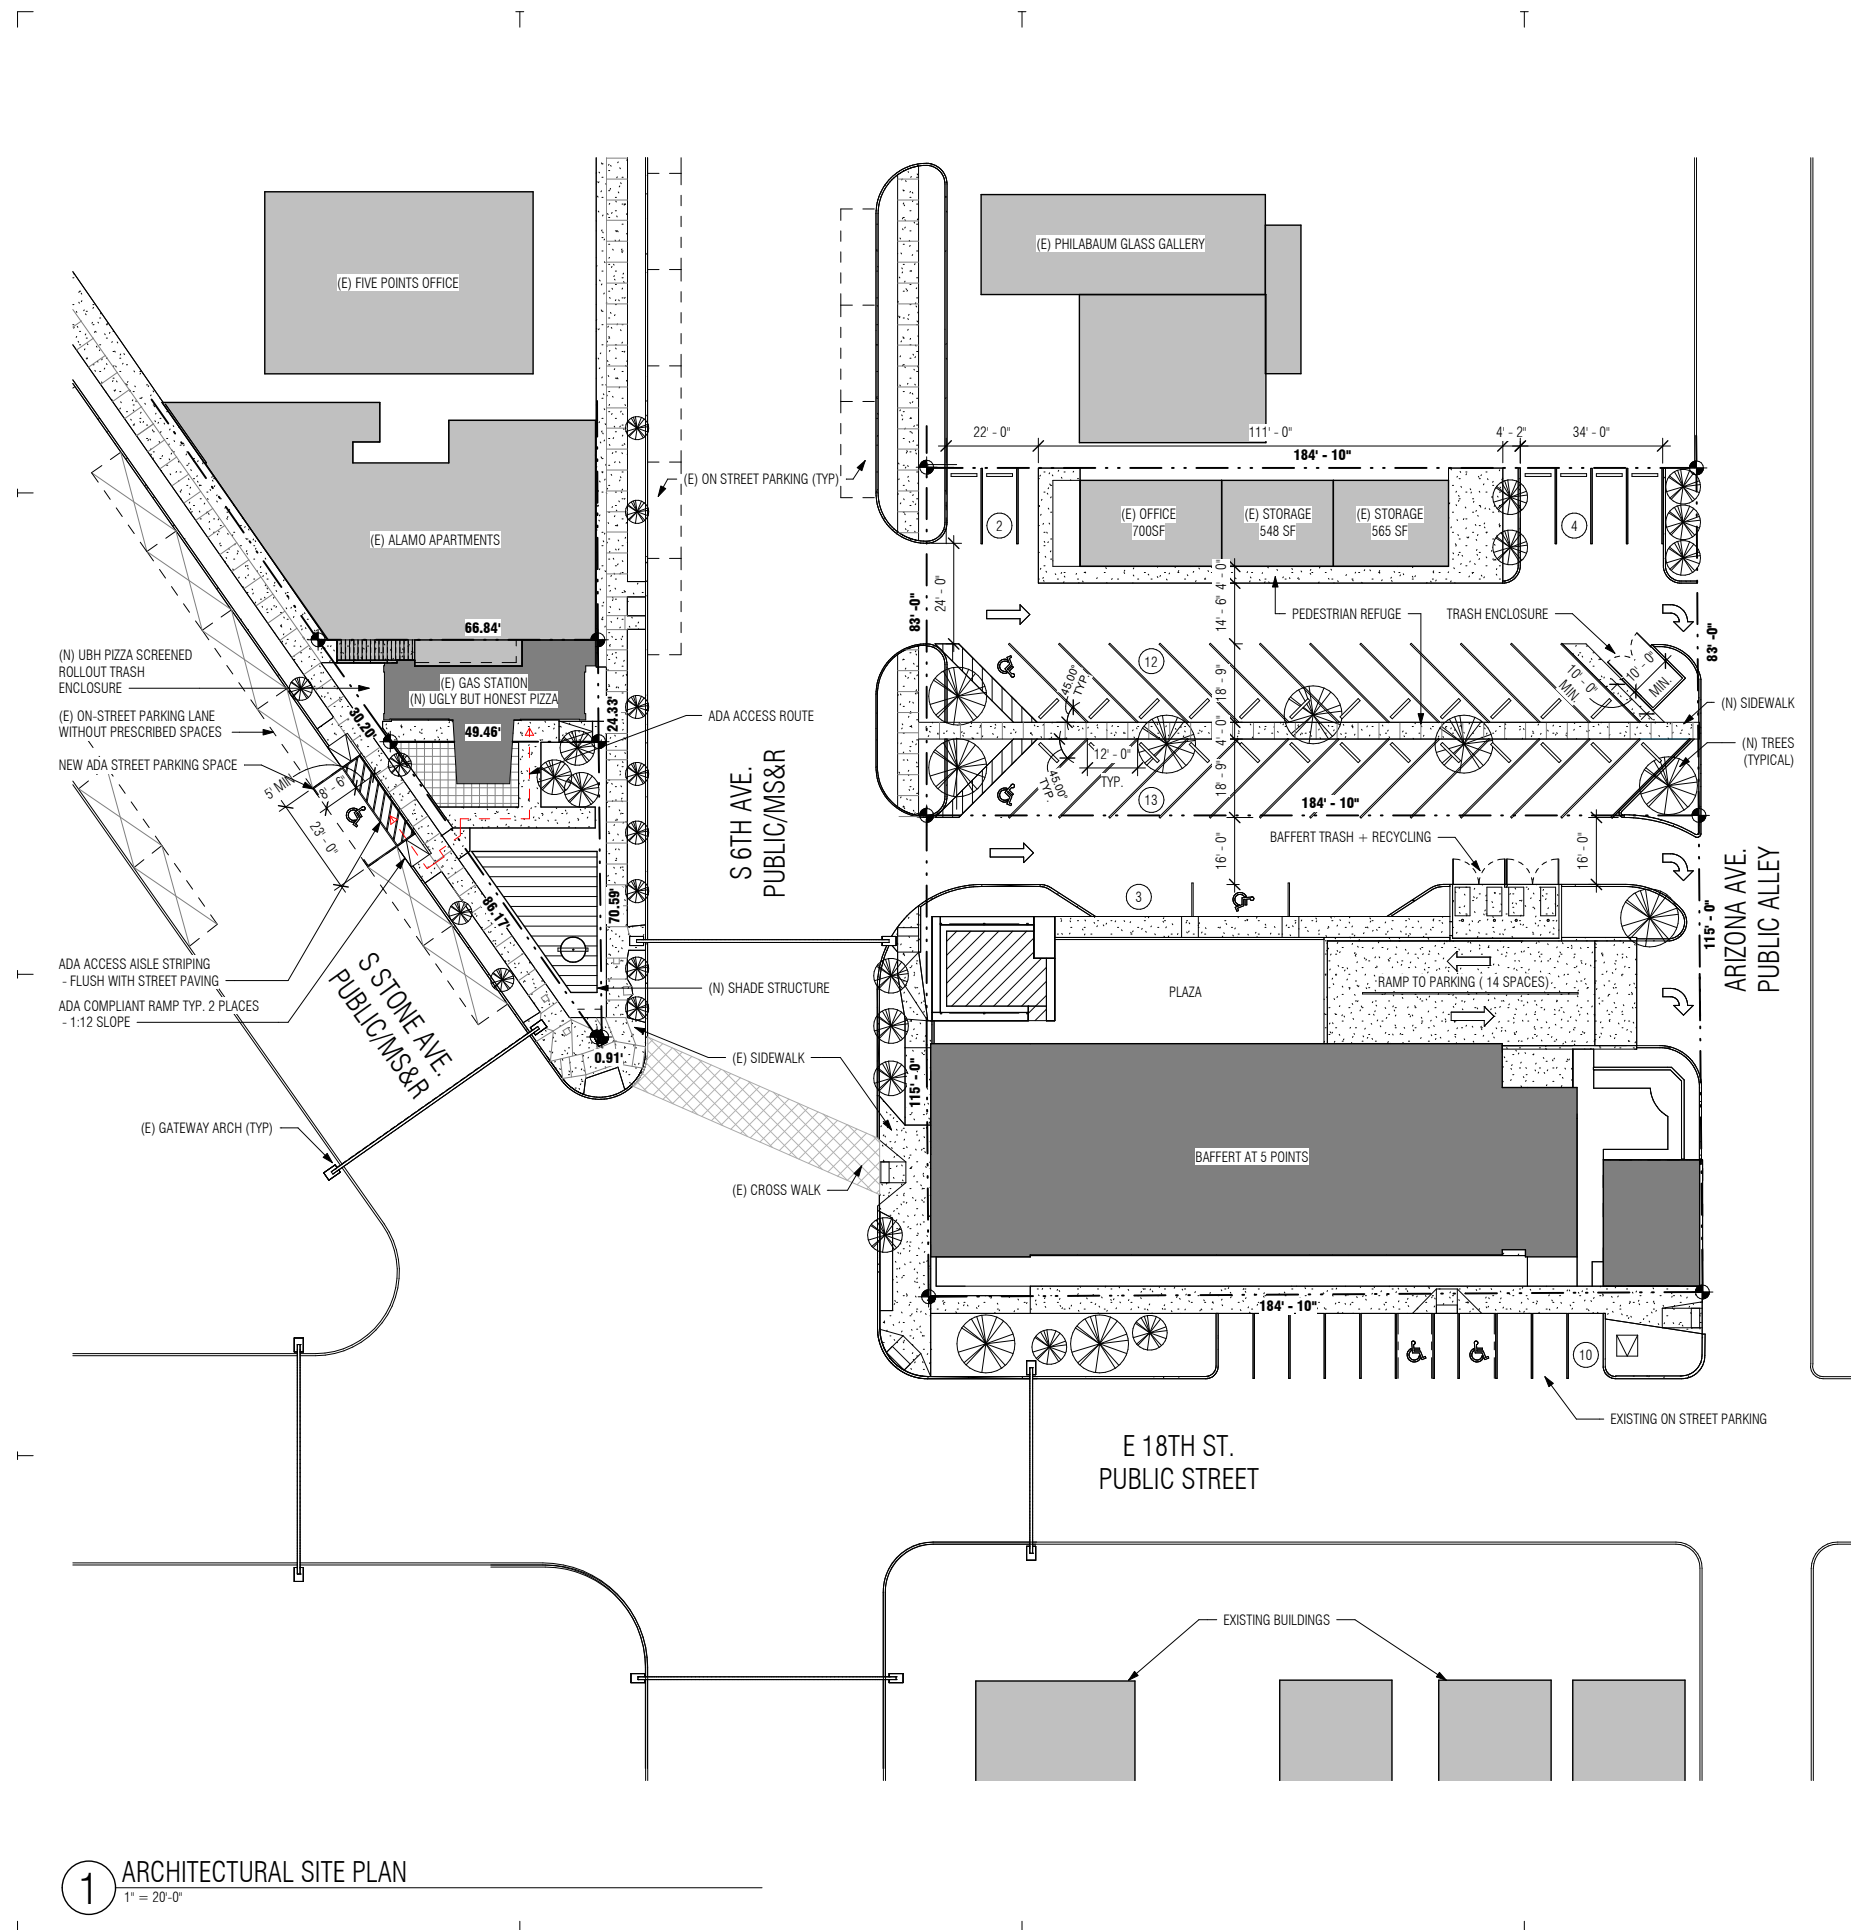 (E) FIVE POINTS OFFICE
(E) PHILABAUM GLASS GALLERY
22' - 0"
111' - 0"
4' - 2"
34' - 0"
184' - 10"
(E) ON STREET PARKING (TYP)
(E) ALAMO APARTMENTS
2
(E) OFFICE
700SF
(E) STORAGE
548 SF
(E) STORAGE
565 SF
4
24' - 0"
83' -0"
4' - 0"
14' - 6"
18' - 9"
4' - 0"
18' - 9"
16' - 0"
PEDESTRIAN REFUGE
TRASH ENCLOSURE
83' -0"
66.84'
(N) UBH PIZZA SCREENED
ROLLOUT TRASH
ENCLOSURE
(E) GAS STATION
(N) UGLY BUT HONEST PIZZA
12
45.00°
TYP.
10' - 0"
MIN.
10' - 0"
MIN.
(N) SIDEWALK
(E) ON-STREET PARKING LANE
WITHOUT PRESCRIBED SPACES
30.20'
49.46'
24.33'
ADA ACCESS ROUTE
12' - 0"
TYP.
45.00°
TYP.
(N) TREES
(TYPICAL)
NEW ADA STREET PARKING SPACE
5' MIN
8' - 6"
23' - 0"
13
184' - 10"
S 6TH AVE.
PUBLIC/MS&R
BAFFERT TRASH + RECYCLING
16' - 0"
ARIZONA AVE.
PUBLIC ALLEY
3
86.17'
70.59'
115' - 0"
ADA ACCESS AISLE STRIPING
- FLUSH WITH STREET PAVING
ADA COMPLIANT RAMP TYP. 2 PLACES
- 1:12 SLOPE
S STONE AVE.
PUBLIC/MS&R
(N) SHADE STRUCTURE
PLAZA
RAMP TO PARKING ( 14 SPACES)
0.91'
(E) SIDEWALK
115' - 0"
(E) GATEWAY ARCH (TYP)
BAFFERT AT 5 POINTS
(E) CROSS WALK
184' - 10"
10
EXISTING ON STREET PARKING
E 18TH ST.
PUBLIC STREET
EXISTING BUILDINGS
1
ARCHITECTURAL SITE PLAN
1" = 20'-0"